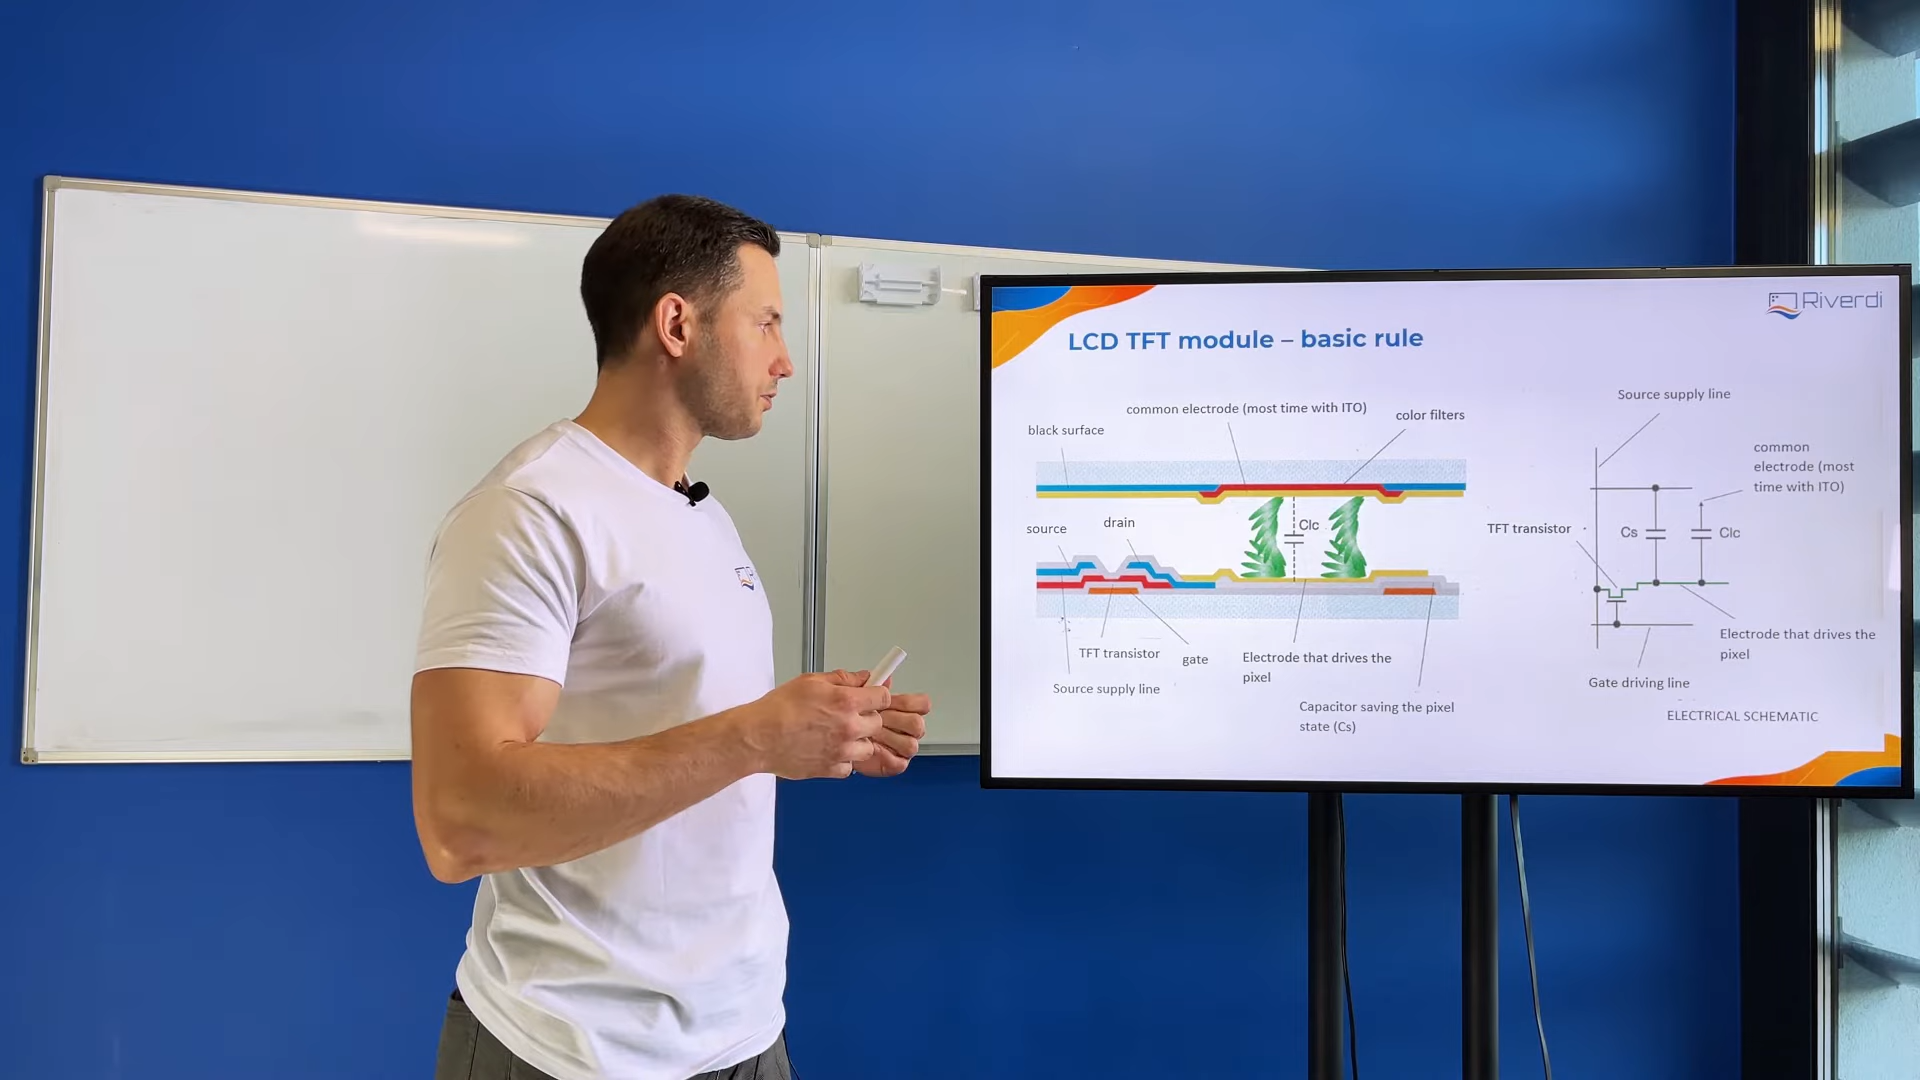 Riverdi
LCD TFT module – basic rule
common electrode (most time with ITO)
color filters
black surface
source
drain
Clc
TFT transistor
gate
Source supply line
Electrode that drives the
pixel
Capacitor saving the pixel
state (Cs)
Source supply line
common
electrode (most
time with ITO)
TFT transistor
Cs
Clc
Electrode that drives the
pixel
Gate driving line
ELECTRICAL SCHEMATIC